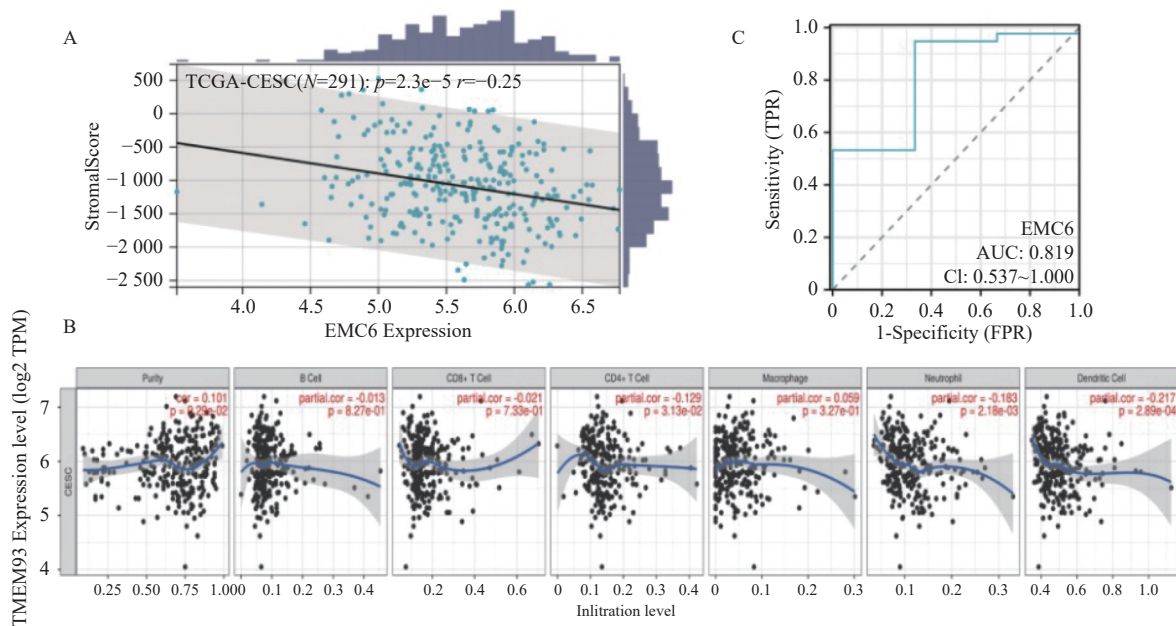 A
TCGA-CESC(N=291): p=2.3e−5 r=−0.25
StromalScore
500
0
−500
−1 000
−1 500
−2 000
−2 500
4.0 4.5 5.0 5.5 6.0 6.5
EMC6 Expression
C
Sensitivity (TPR)
1.0
0.8
0.6
0.4
0.2
0
EMC6
AUC: 0.819
Cl: 0.537~1.000
0 0.2 0.4 0.6 0.8 1.0
1-Specificity (FPR)
B
TMEM93 Expression level (log2 TPM)
7
6
5
4
CESC
Purity
cor = 0.101
0.25 0.50 0.75 1.000
B Cell
partial.cor = −0.013
p = 8.27e−01
0 0.1 0.2 0.3 0.4
CD8+ T Cell
partial.cor = −0.021
p = 7.33e−01
0.2 0.4 0.6
CD4+ T Cell
partial.cor = −0.129
p = 3.13e−02
0 0.1 0.2 0.3 0.4
Macrophage
partial.cor = 0.059
p = 3.27e−01
0 0.1 0.2 0.3
Neutrophil
partial.cor = −0.183
p = 2.18e−03
0.1 0.2 0.3
Dendritic Cell
partial.cor = −0.217
p = 2.89e−04
0.4 0.6 0.8 1.0
Inlitration level